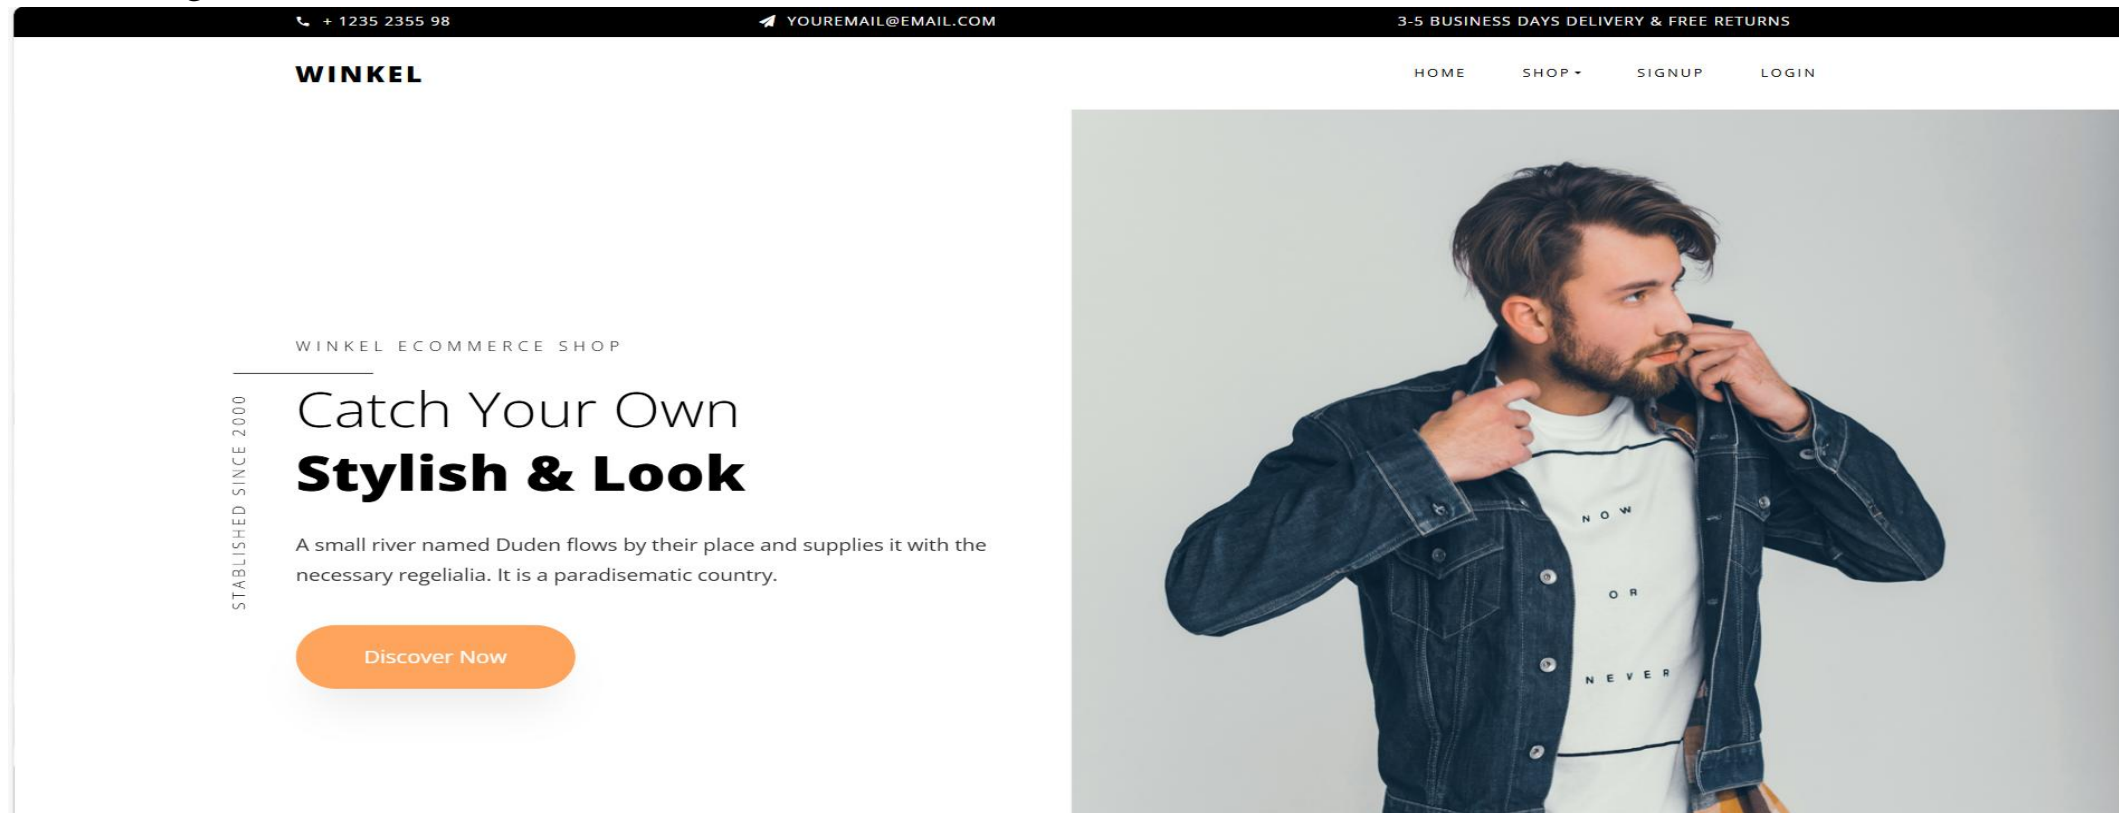 + 1235 2355 98
YOUREMAIL@EMAIL.COM
3-5 BUSINESS DAYS DELIVERY & FREE RETURNS
WINKEL
HOME
SHOP
SIGNUP
LOGIN
WINKEL ECOMMERCE SHOP
Catch Your Own
Stylish & Look
STABLISHED SINCE 2000
A small river named Duden flows by their place and supplies it with the
necessary regelialia. It is a paradisematic country.
Discover Now
NOW
OR
NEVER